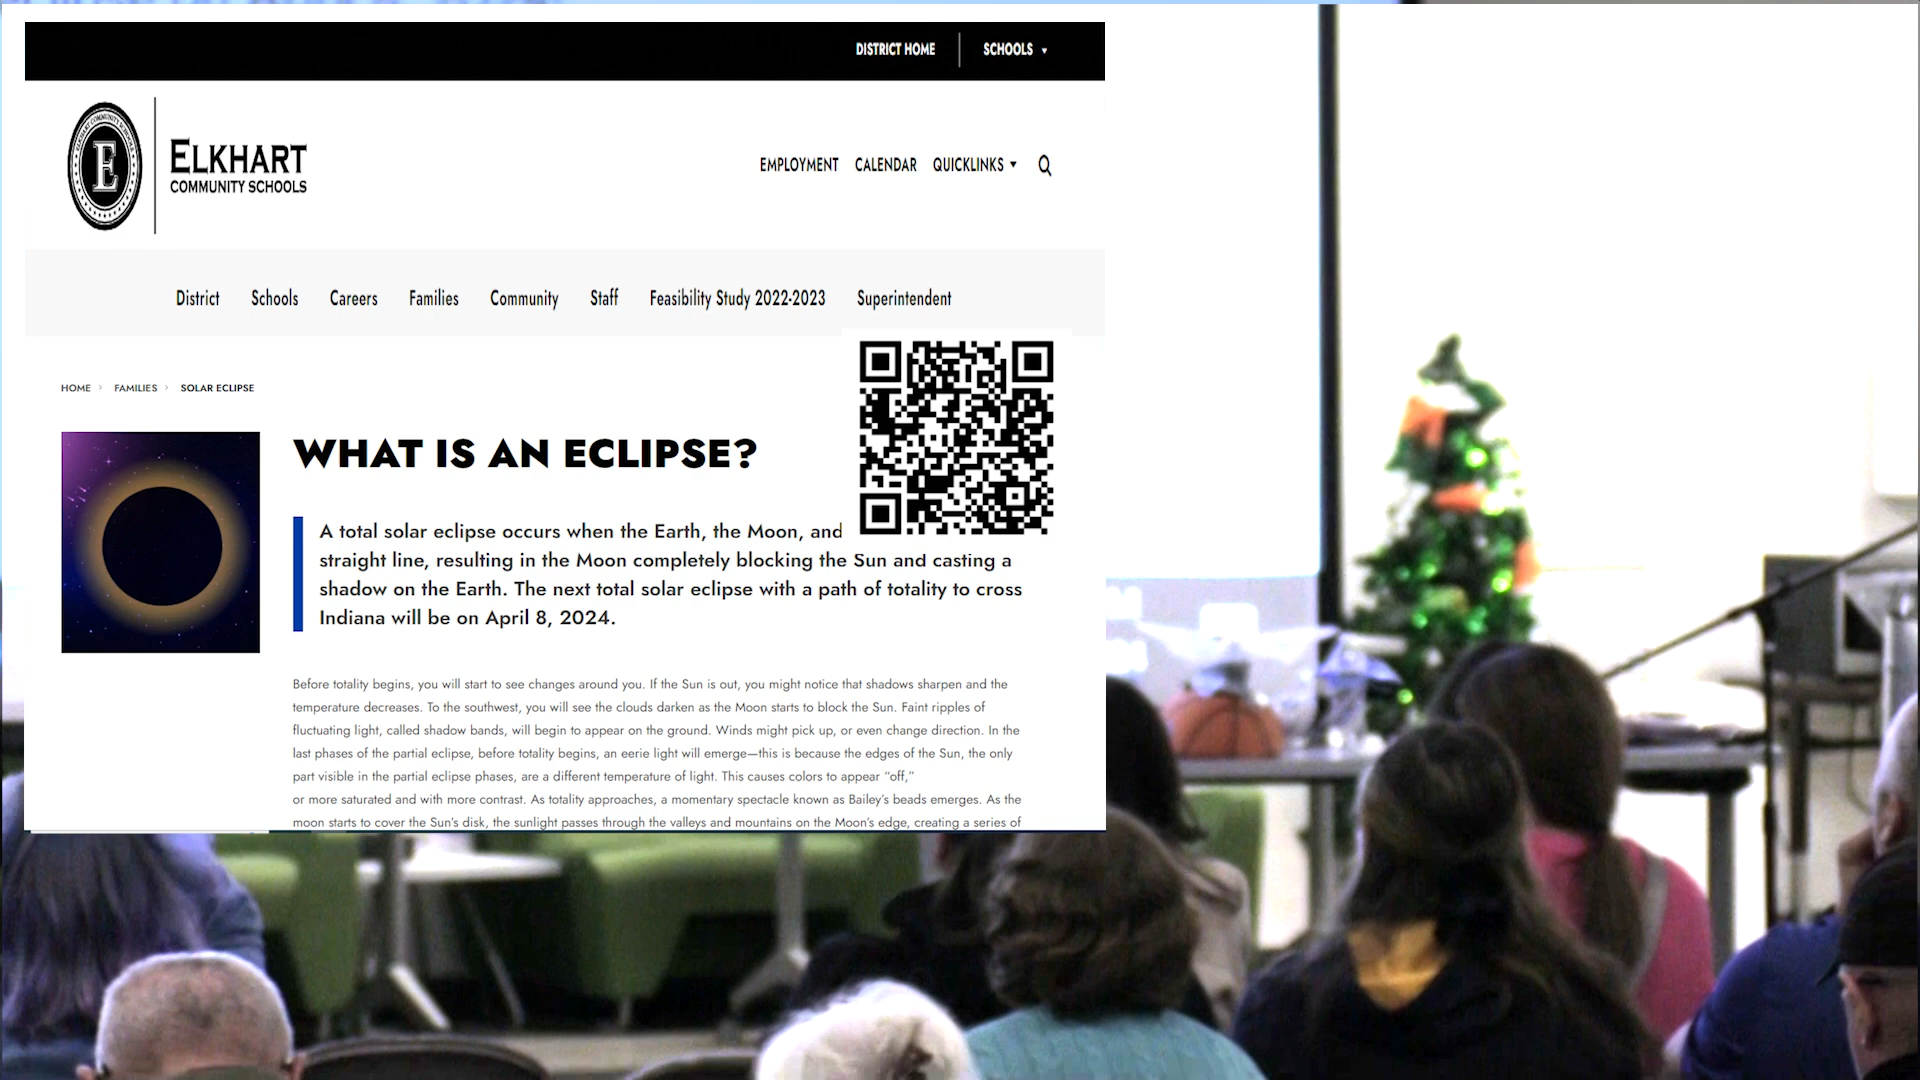 DISTRICT HOME
SCHOOLS
E
ELKHART
COMMUNITY SCHOOLS
EMPLOYMENT CALENDAR QUICKLINKS
District Schools Careers Families Community Staff Feasibility Study 2022-2023 Superintendent
HOME > FAMILIES > SOLAR ECLIPSE
WHAT IS AN ECLIPSE?
A total solar eclipse occurs when the Earth, the Moon, and
straight line, resulting in the Moon completely blocking the Sun and casting a
shadow on the Earth. The next total solar eclipse with a path of totality to cross
Indiana will be on April 8, 2024.
Before totality begins, you will start to see changes around you. If the Sun is out, you might notice that shadows sharpen and the
temperature decreases. To the southwest, you will see the clouds darken as the Moon starts to block the Sun. Faint ripples of
fluctuating light, called shadow bands, will begin to appear on the ground. Winds might pick up, or even change direction. In the
last phases of the partial eclipse, before totality begins, an eerie light will emerge—this is because the edges of the Sun, the only
part visible in the partial eclipse phases, are a different temperature of light. This causes colors to appear “off,”
or more saturated and with more contrast. As totality approaches, a momentary spectacle known as Bailey’s beads emerges. As the
moon starts to cover the Sun’s disk, the sunlight passes through the valleys and mountains on the Moon’s edge, creating a series of